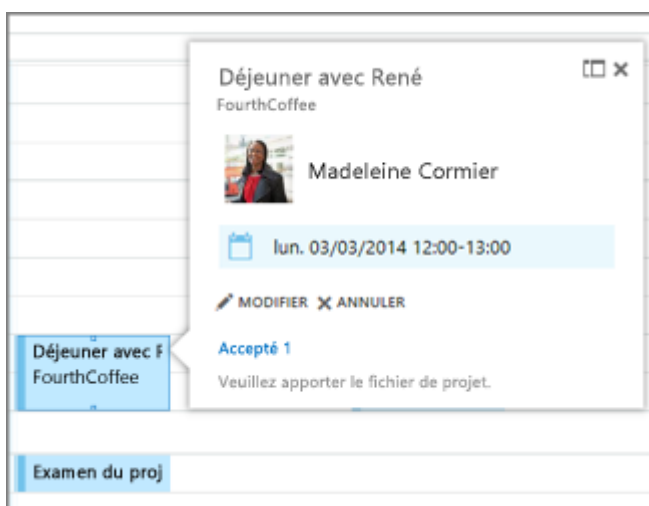 Déjeuner avec René
FourthCoffee
Madeleine Cormier
lun. 03/03/2014 12:00-13:00
MODIFIER ANNULER
Accepté 1
Veuillez apporter le fichier de projet.
Déjeuner avec F
FourthCoffee
Examen du proj